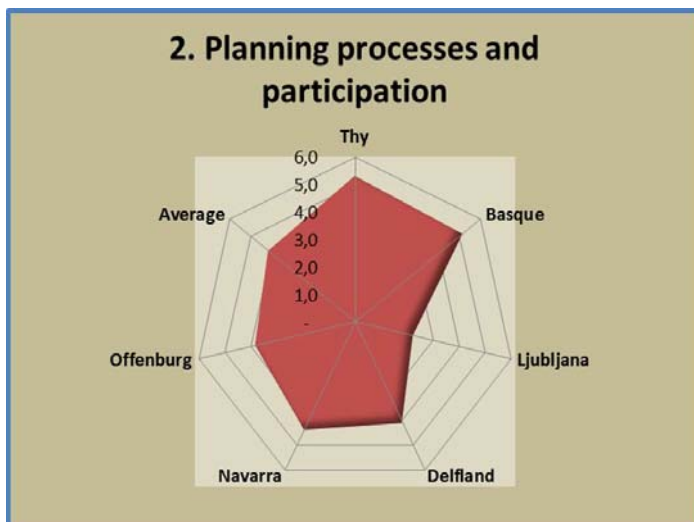 2. Planning processes and
participation
Thy
6,0
5,0
4,0
3,0
2,0
1,0
-
Basque
Ljubljana
Delfland
Navarra
Offenburg
Average